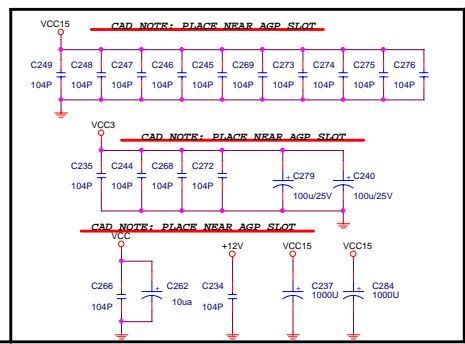 VCC15
CAD NOTE: PLACE NEAR AGP SLOT
C249 C248 C247 C246 C245 C269 C273 C274 C275 C276
104P 104P 104P 104P 104P 104P 104P 104P 104P 104P
VCC3
CAD NOTE: PLACE NEAR AGP SLOT
C235 C244 C268 C272 C279 C240
104P 104P 104P 104P 100u/25V 100u/25V
CAD NOTE: PLACE NEAR AGP SLOT
VCC +12V VCC15 VCC15
C266 C262 C234 C237 C284
104P 10ua 104P 1000U 1000U